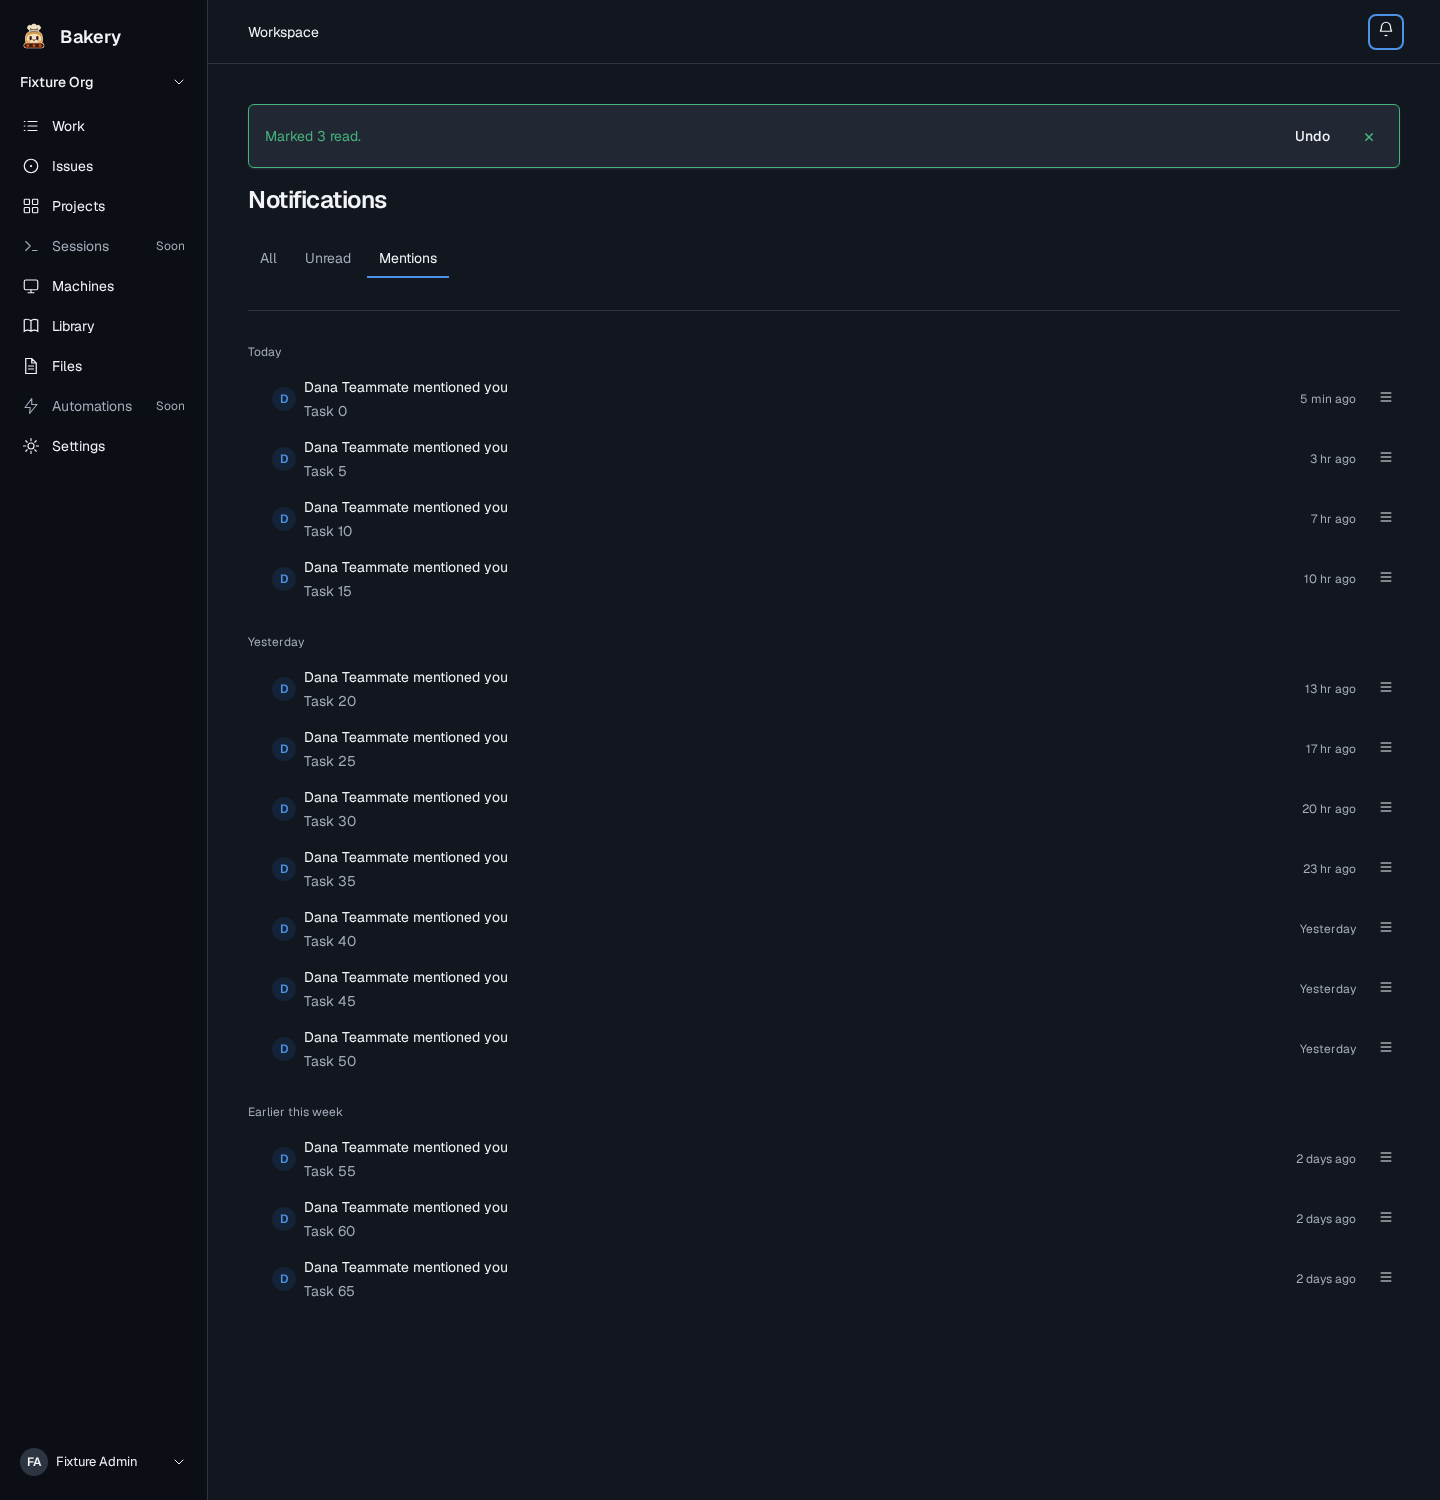 Bakery
Fixture Org
Work
Issues
Projects
Sessions Soon
Machines
Library
Files
Automations Soon
Settings
FA Fixture Admin
Workspace
Marked 3 read. Undo ×
Notifications
All Unread Mentions
Today
D Dana Teammate mentioned you
Task 0
5 min ago
D Dana Teammate mentioned you
Task 5
3 hr ago
D Dana Teammate mentioned you
Task 10
7 hr ago
D Dana Teammate mentioned you
Task 15
10 hr ago
Yesterday
D Dana Teammate mentioned you
Task 20
13 hr ago
D Dana Teammate mentioned you
Task 25
17 hr ago
D Dana Teammate mentioned you
Task 30
20 hr ago
D Dana Teammate mentioned you
Task 35
23 hr ago
D Dana Teammate mentioned you
Task 40
Yesterday
D Dana Teammate mentioned you
Task 45
Yesterday
D Dana Teammate mentioned you
Task 50
Yesterday
Earlier this week
D Dana Teammate mentioned you
Task 55
2 days ago
D Dana Teammate mentioned you
Task 60
2 days ago
D Dana Teammate mentioned you
Task 65
2 days ago